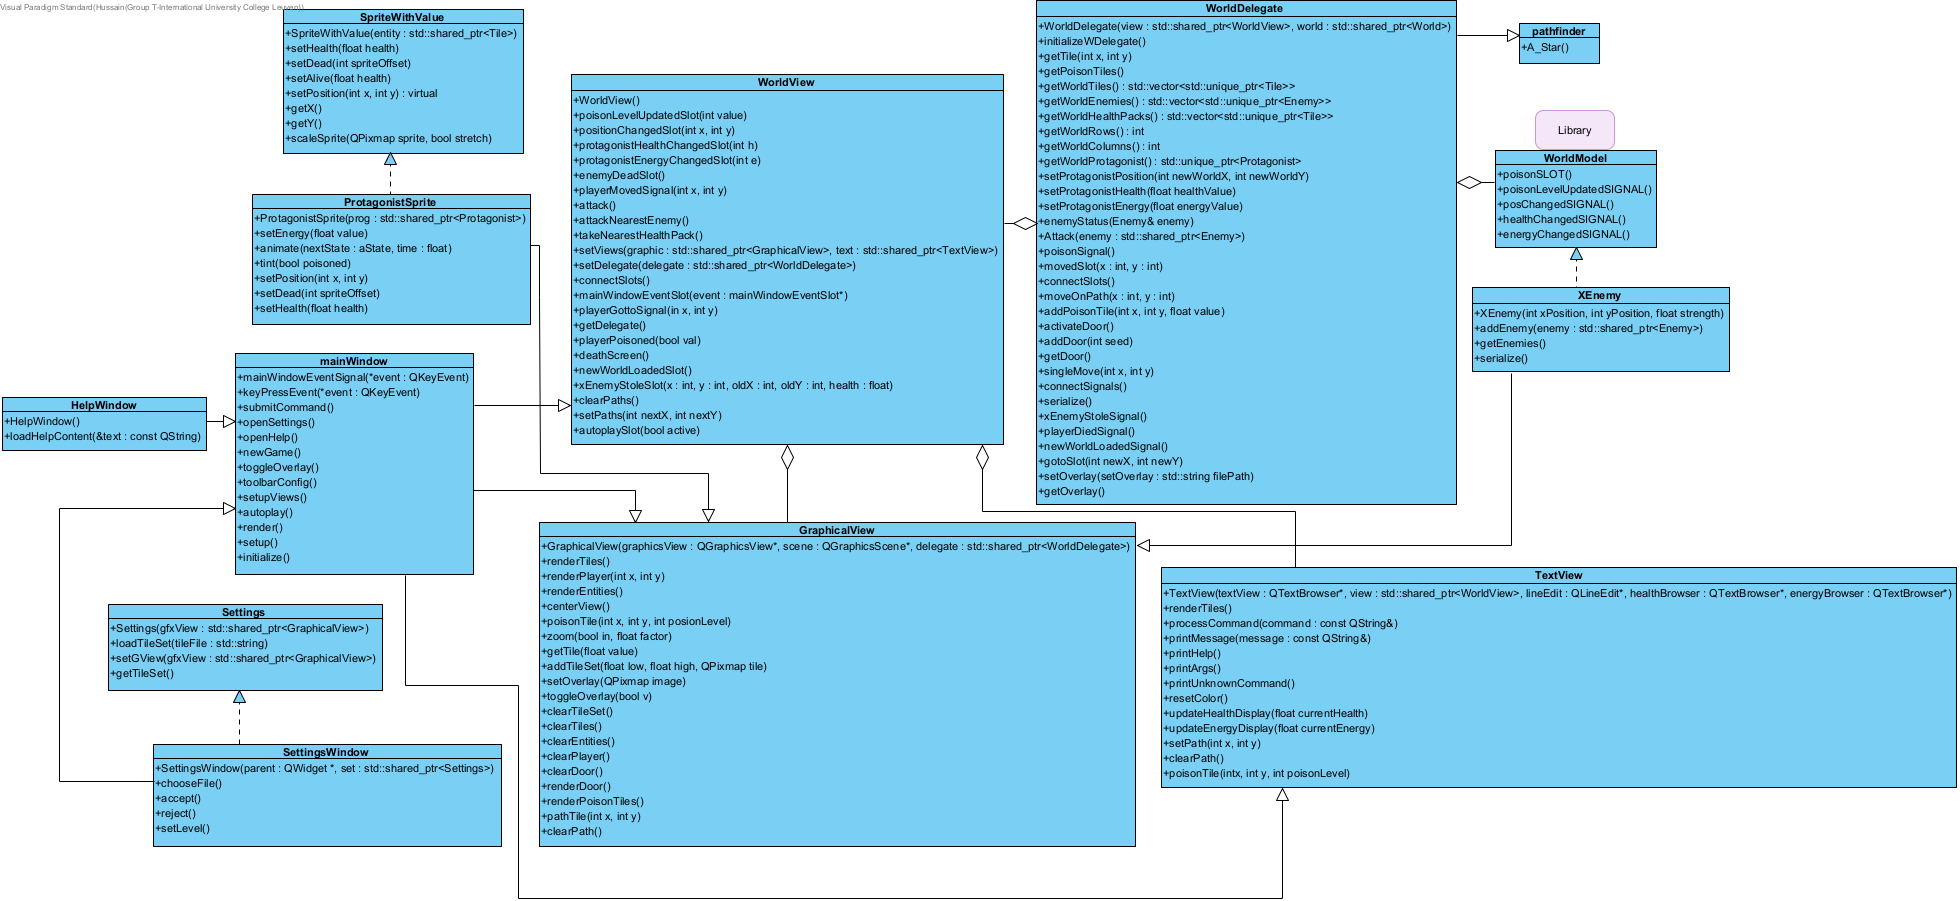 Visual Paradigm Standard(Hussain(Group T-International University College Leuven))
SpriteWithValue
+SpriteWithValue(entity : std::shared_ptr<Tile>)
+setHealth(float health)
+setDead(int spriteOffset)
+setAlive(float health)
+setPosition(int x, int y) : virtual
+getX()
+getY()
+scaleSprite(QPixmap sprite, bool stretch)
ProtagonistSprite
+ProtagonistSprite(prog : std::shared_ptr<Protagonist>)
+setEnergy(float value)
+animate(nextState : aState, time : float)
+tint(bool poisoned)
+setPosition(int x, int y)
+setDead(int spriteOffset)
+setHealth(float health)
mainWindow
+mainWindowEventSignal(*event : QKeyEvent)
+keyPressEvent(*event : QKeyEvent)
+submitCommand()
+openSettings()
+openHelp()
+newGame()
+toggleOverlay()
+toolbarConfig()
+setupViews()
+autoplay()
+render()
+setup()
+initialize()
HelpWindow
+HelpWindow()
+loadHelpContent(&text : const QString)
Settings
+Settings(gfxView : std::shared_ptr<GraphicalView>)
+loadTileSet(tileFile : std::string)
+setGView(gfxView : std::shared_ptr<GraphicalView>)
+getTileSet()
SettingsWindow
+SettingsWindow(parent : QWidget *, set : std::shared_ptr<Settings>)
+chooseFile()
+accept()
+reject()
+setLevel()
WorldView
+WorldView()
+poisonLevelUpdatedSlot(int value)
+positionChangedSlot(int x, int y)
+protagonistHealthChangedSlot(int h)
+protagonistEnergyChangedSlot(int e)
+enemyDeadSlot()
+playerMovedSignal(int x, int y)
+attack()
+attackNearestEnemy()
+takeNearestHealthPack()
+setViews(graphic : std::shared_ptr<GraphicalView>, text : std::shared_ptr<TextView>)
+setDelegate(delegate : std::shared_ptr<WorldDelegate>)
+connectSlots()
+mainWindowEventSlot(event : mainWindowEventSlot*)
+playerGottoSignal(in x, int y)
+getDelegate()
+playerPoisoned(bool val)
+deathScreen()
+newWorldLoadedSlot()
+xEnemyStoleSlot(x : int, y : int, oldX : int, oldY : int, health : float)
+clearPaths()
+setPaths(int nextX, int nextY)
+autoplaySlot(bool active)
GraphicalView
+GraphicalView(graphicsView : QGraphicsView*, scene : QGraphicsScene*, delegate : std::shared_ptr<WorldDelegate>)
+renderTiles()
+renderPlayer(int x, int y)
+renderEntities()
+centerView()
+poisonTile(int x, int y, int posionLevel)
+zoom(bool in, float factor)
+getTile(float value)
+addTileSet(float low, float high, QPixmap tile)
+setOverlay(QPixmap image)
+toggleOverlay(bool v)
+clearTileSet()
+clearTiles()
+clearEntities()
+clearPlayer()
+clearDoor()
+renderDoor()
+renderPoisonTiles()
+pathTile(int x, int y)
+clearPath()
WorldDelegate
+WorldDelegate(view : std::shared_ptr<WorldView>, world : std::shared_ptr<World>)
+initializeWDelegate()
+getTile(int x, int y)
+getPoisonTiles()
+getWorldTiles() : std::vector<std::unique_ptr<Tile>>
+getWorldEnemies() : std::vector<std::unique_ptr<Enemy>>
+getWorldHealthPacks() : std::vector<std::unique_ptr<Tile>>
+getWorldRows() : int
+getWorldColumns() : int
+getWorldProtagonist() : std::unique_ptr<Protagonist>
+setProtagonistPosition(int newWorldX, int newWorldY)
+setProtagonistHealth(float healthValue)
+setProtagonistEnergy(float energyValue)
+enemyStatus(Enemy& enemy)
+Attack(enemy : std::shared_ptr<Enemy>)
+poisonSignal()
+movedSlot(x : int, y : int)
+connectSlots()
+moveOnPath(x : int, y : int)
+addPoisonTile(int x, int y, float value)
+activateDoor()
+addDoor(int seed)
+getDoor()
+singleMove(int x, int y)
+connectSignals()
+serialize()
+xEnemyStoleSignal()
+playerDiedSignal()
+newWorldLoadedSignal()
+gotoSlot(int newX, int newY)
+setOverlay(setOverlay : std::string filePath)
+getOverlay()
pathfinder
+A_Star()
Library
WorldModel
+poisonSLOT()
+poisonLevelUpdatedSIGNAL()
+posChangedSIGNAL()
+healthChangedSIGNAL()
+energyChangedSIGNAL()
XEnemy
+XEnemy(int xPosition, int yPosition, float strength)
+addEnemy(enemy : std::shared_ptr<Enemy>)
+getEnemies()
+serialize()
TextView
+TextView(textView : QTextBrowser*, view : std::shared_ptr<WorldView>, lineEdit : QLineEdit*, healthBrowser : QTextBrowser*, energyBrowser : QTextBrowser*)
+renderTiles()
+processCommand(command : const QString&)
+printMessage(message : const QString&)
+printHelp()
+printArgs()
+printUnknownCommand()
+resetColor()
+updateHealthDisplay(float currentHealth)
+updateEnergyDisplay(float currentEnergy)
+setPath(int x, int y)
+clearPath()
+poisonTile(intx, int y, int poisonLevel)